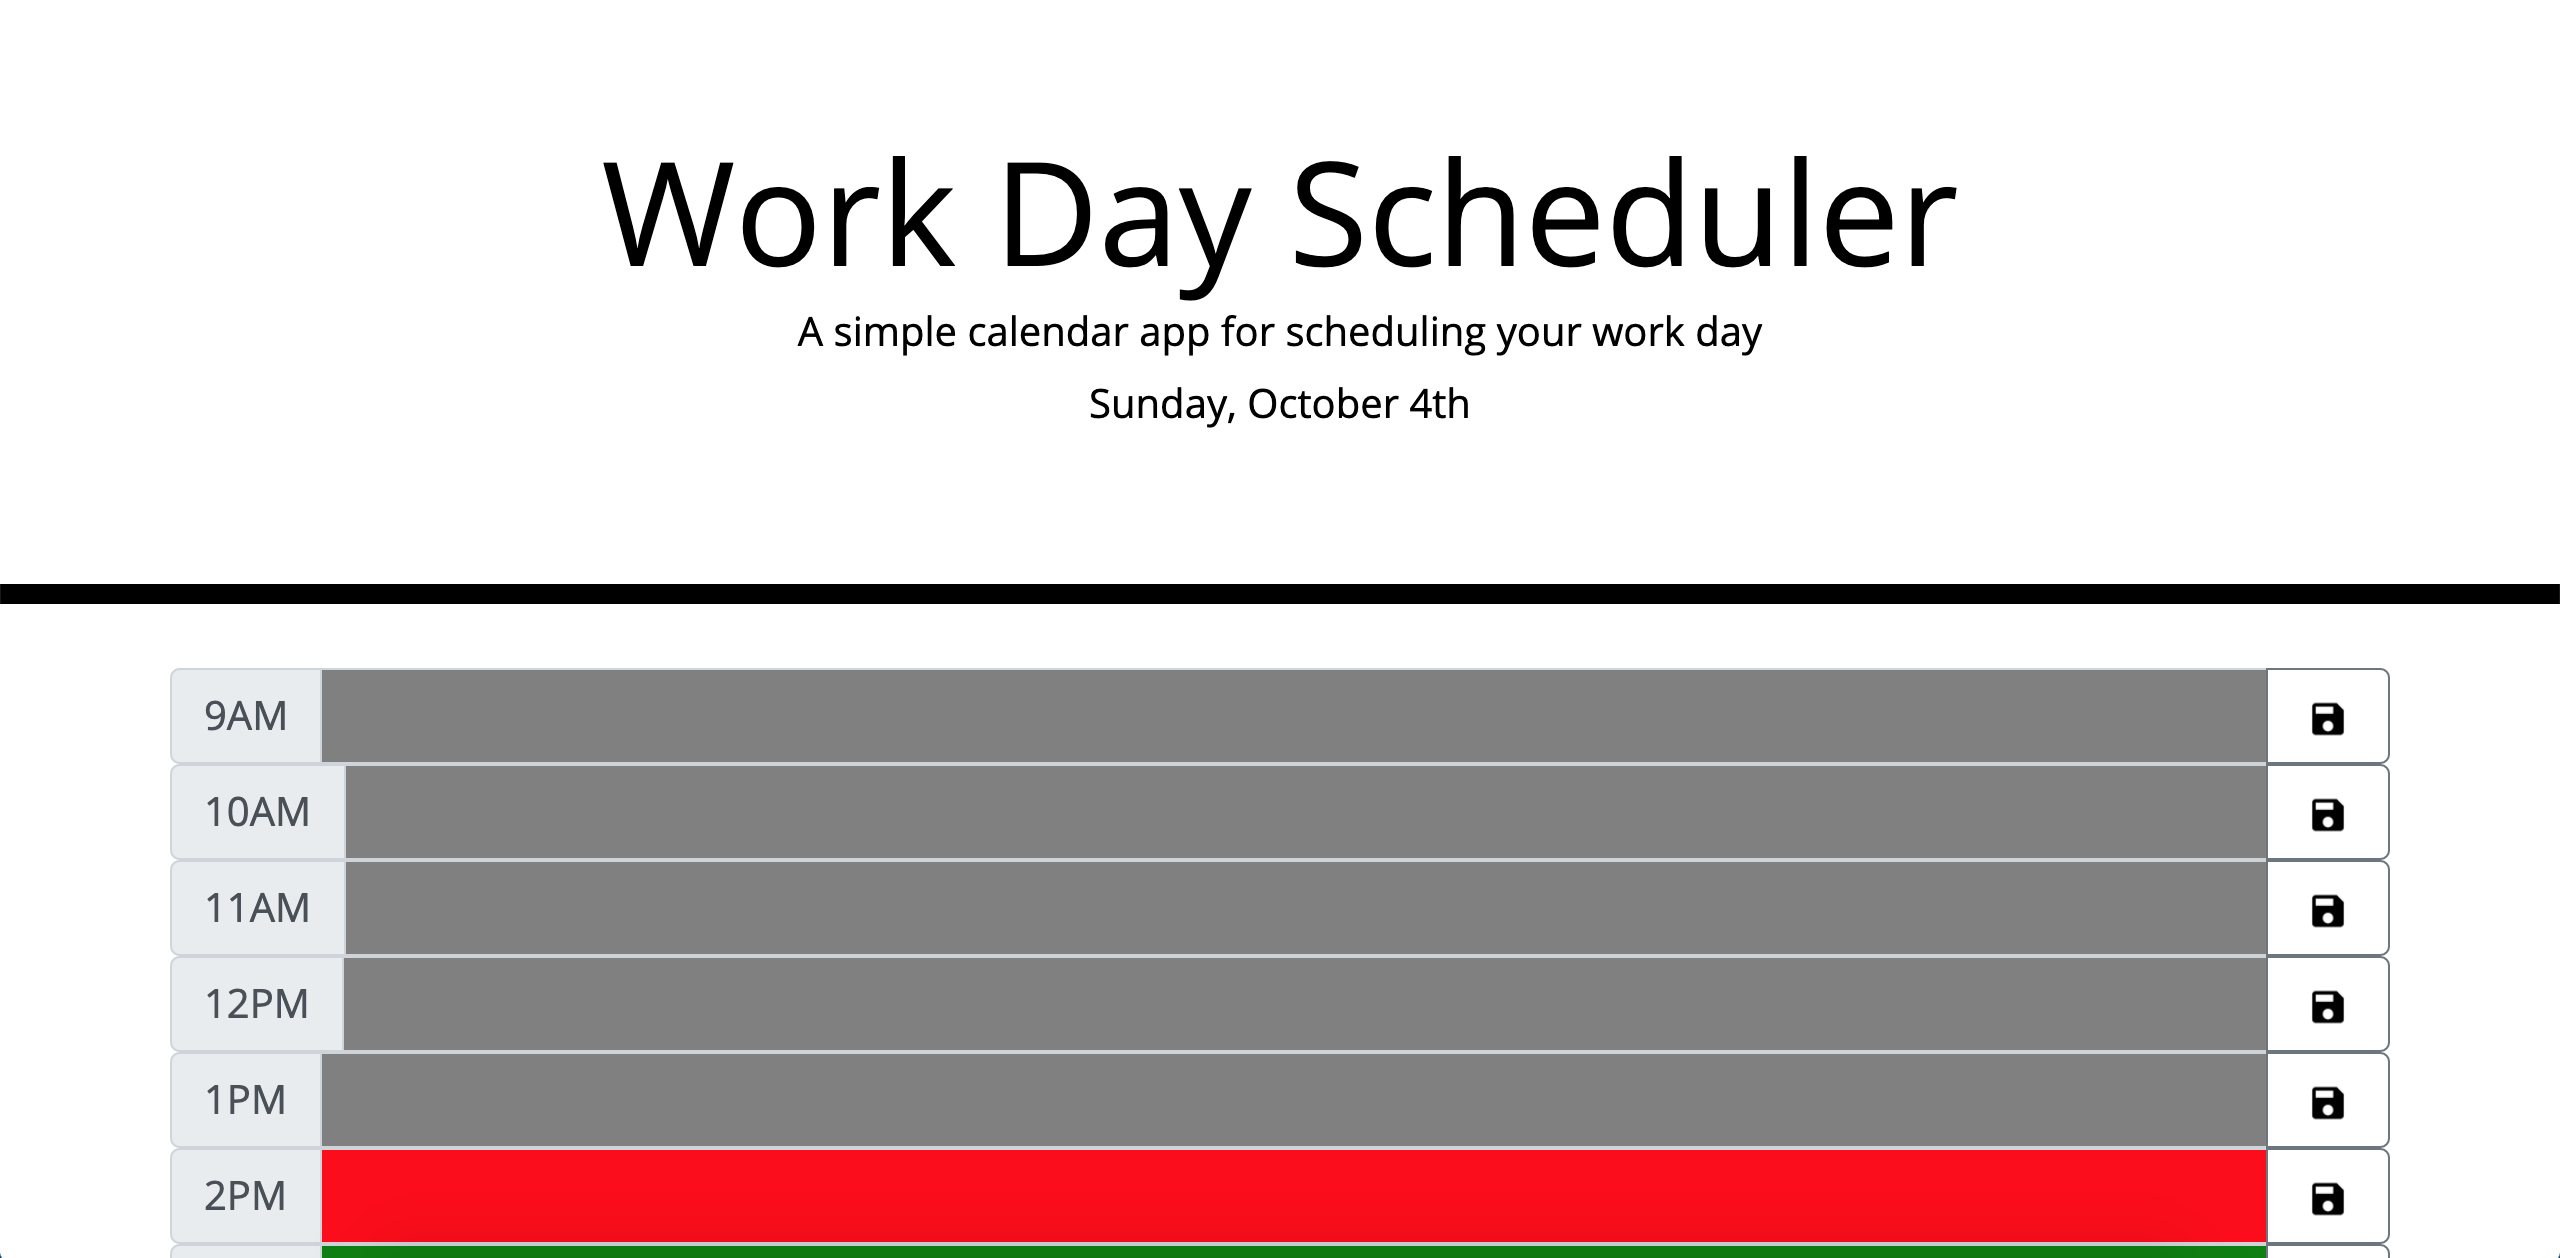 Work Day Scheduler
A simple calendar app for scheduling your work day
Sunday, October 4th
9AM
10AM
11AM
12PM
1PM
2PM